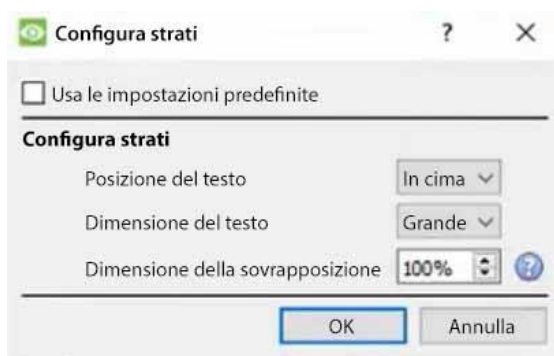 Configura strati ?
Usa le impostazioni predefinite
Configura strati
Posizione del testo In cima
Dimensione del testo Grande
Dimensione della sovrapposizione 100% ?
OK Annulla